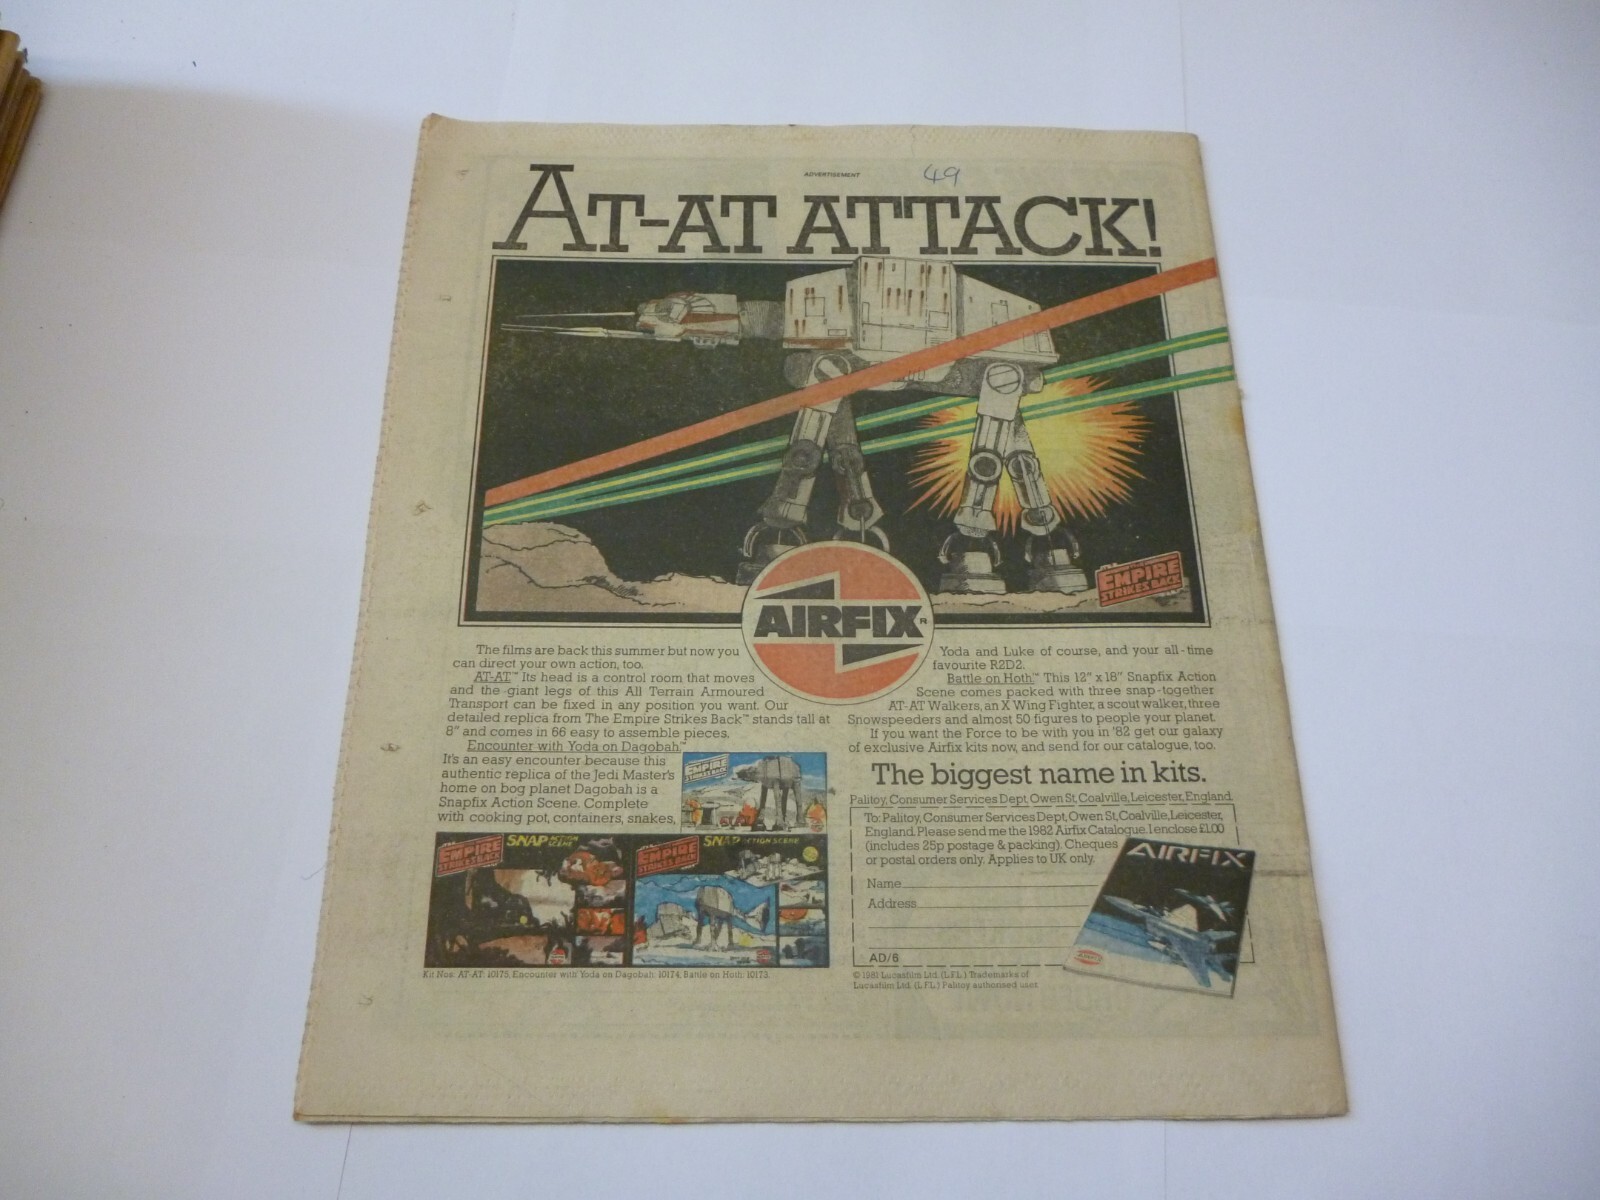 ADVERTISEMENT
49
AT-AT ATTACK!
EMPIRE
STRIKES BACK
AIRFIX R
The films are back this summer but now you
can direct your own action, too.
AT-AT™ Its head is a control room that moves
and the giant legs of this All Terrain Armoured
Transport can be fixed in any position you want. Our
detailed replica from The Empire Strikes Back™ stands tall at
8" and comes in 66 easy to assemble pieces.
Encounter with Yoda on Dagobah™
It's an easy encounter because this
authentic replica of the Jedi Master's
home on bog planet Dagobah is a
Snapfix Action Scene. Complete
with cooking pot, containers, snakes,
EMPIRE
STRIKES BACK
EMPIRE
STRIKES BACK
SNAP ACTION
SCENE
EMPIRE
STRIKES BACK
SNAP ACTION SCENE
Kit Nos: AT-AT: 10175. Encounter with Yoda on Dagobah: 10174. Battle on Hoth: 10173.
Yoda and Luke of course, and your all-time
favourite R2D2.
Battle on Hoth™ This 12" x 18" Snapfix Action
Scene comes packed with three snap-together
AT-AT Walkers, an X Wing Fighter, a scout walker, three
Snowspeeders and almost 50 figures to people your planet.
If you want the Force to be with you in '82 get our galaxy
of exclusive Airfix kits now, and send for our catalogue, too.
The biggest name in kits.
Palitoy, Consumer Services Dept, Owen St, Coalville, Leicester, England.
To: Palitoy, Consumer Services Dept, Owen St, Coalville, Leicester,
England. Please send me the 1982 Airfix Catalogue. I enclose £1.00
(includes 25p postage & packing). Cheques
or postal orders only. Applies to UK only.
Name
Address
AD/6
AIRFIX
© 1981 Lucasfilm Ltd. (L.F.L.) Trademarks of
Lucasfilm Ltd. (L.F.L.) Palitoy authorised user.